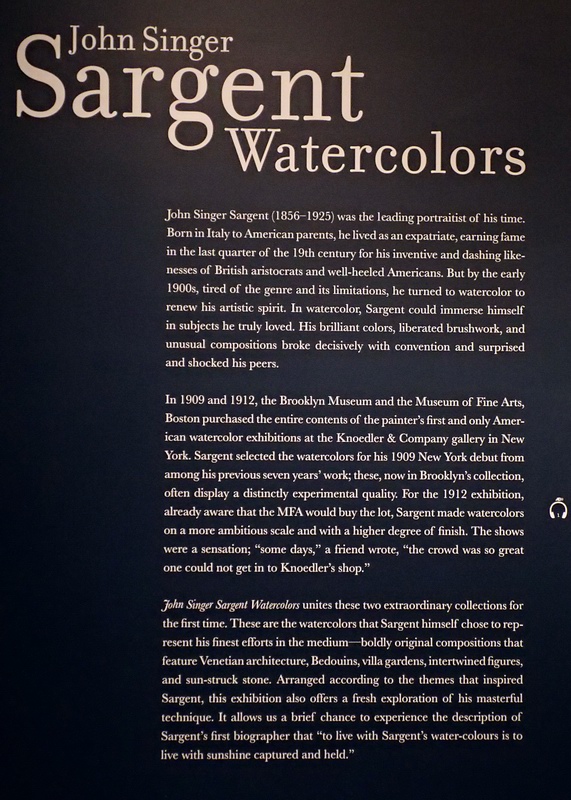 John Singer
Sargent
Watercolors
John Singer Sargent (1856–1925) was the leading portraitist of his time.
Born in Italy to American parents, he lived as an expatriate, earning fame
in the last quarter of the 19th century for his inventive and dashing like-
nesses of British aristocrats and well-heeled Americans. But by the early
1900s, tired of the genre and its limitations, he turned to watercolor to
renew his artistic spirit. In watercolor, Sargent could immerse himself
in subjects he truly loved. His brilliant colors, liberated brushwork, and
unusual compositions broke decisively with convention and surprised
and shocked his peers.
In 1909 and 1912, the Brooklyn Museum and the Museum of Fine Arts,
Boston purchased the entire contents of the painter’s first and only Amer-
ican watercolor exhibitions at the Knoedler & Company gallery in New
York. Sargent selected the watercolors for his 1909 New York debut from
among his previous seven years’ work; these, now in Brooklyn’s collection,
often display a distinctly experimental quality. For the 1912 exhibition,
already aware that the MFA would buy the lot, Sargent made watercolors
on a more ambitious scale and with a higher degree of finish. The shows
were a sensation; “some days,” a friend wrote, “the crowd was so great
one could not get in to Knoedler’s shop.”
John Singer Sargent Watercolors unites these two extraordinary collections for
the first time. These are the watercolors that Sargent himself chose to rep-
resent his finest efforts in the medium—boldly original compositions that
feature Venetian architecture, Bedouins, villa gardens, intertwined figures,
and sun-struck stone. Arranged according to the themes that inspired
Sargent, this exhibition also offers a fresh exploration of his masterful
technique. It allows us a brief chance to experience the description of
Sargent’s first biographer that “to live with Sargent’s water-colours is to
live with sunshine captured and held.”